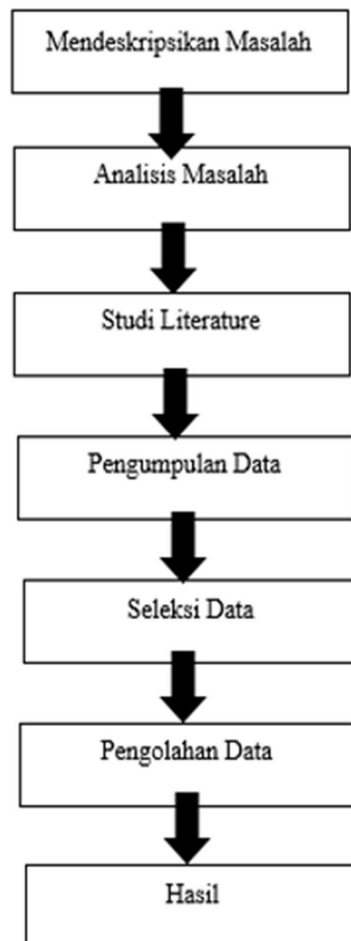 Mendeskripsikan Masalah
Analisis Masalah
Studi Literature
Pengumpulan Data
Seleksi Data
Pengolahan Data
Hasil